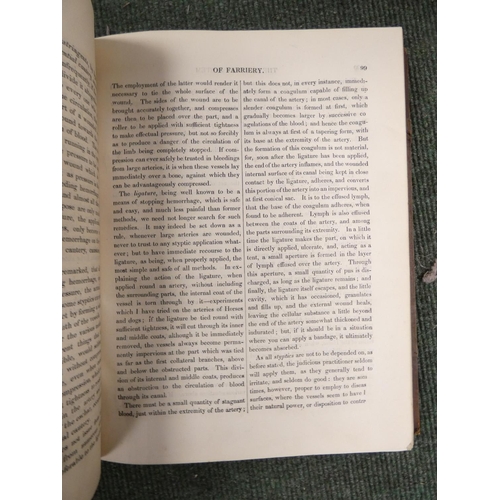 OF FARRIERY.
99
The employment of the latter would render it
necessary to tie the whole surface of the
wound. The sides of the wound are to be
brought accurately together, and compresses
are then to be placed over the part, and a
roller to be applied with sufficient tightness
to make effectual pressure, but not so forcibly
as to produce a danger of the circulation of
the limb being completely stopped. If com-
pression can ever safely be trusted in bleedings
from large arteries, it is when these vessels lay
immediately over a bone, against which they
can be advantageously compressed.
The ligature, being well known to be a
means of stopping hemorrhage, which is safe
and easy, and much less painful than former
methods, we need not longer search for such
remedies. It may indeed be set down as a
rule, whenever large arteries are wounded,
never to trust to any styptic application what-
ever; but to have immediate recourse to the
ligature, as being, when properly applied, the
most simple and safe of all methods. In ex-
plaining the action of the ligature, when
applied round an artery, without including
the surrounding parts, the internal coat of the
vessel is torn through by it—experiments
which I have tried on the arteries of Horses
and dogs; if the ligature be tied round with
sufficient tightness, it will cut through its inner
and middle coats, although it be immediately
removed, the vessels always become perma-
nently impervious at the part which was tied
as far as the first collateral branches, above
and below the obstructed parts. This divi-
sion of its internal and middle coats, produces
an obstruction to the circulation of blood
through its canal.
There must be a small quantity of stagnant
blood, just within the extremity of the artery;
but this does not, in every instance, immedi-
ately form a coagulum capable of filling up
the canal of the artery; in most cases, only a
slender coagulum is formed at first, which
gradually becomes larger by successive co
agulations of the blood; and hence the coagu-
lum is always at first of a tapering form, with
its base at the extremity of the artery. But
the formation of this coagulum is not material,
for, soon after the ligature has been applied,
the end of the artery inflames, and the wounded
internal surface of its canal being kept in close
contact by the ligature, adheres, and converts
this portion of the artery into an impervious, and
at first conical sac. It is to the effused lymph,
that the base of the coagulum adheres, when
found to be adherent. Lymph is also effused
between the coats of the artery, and among
the parts surrounding its extremity. In a little
time the ligature makes the part, on which it
is directly applied, ulcerate, and, acting as a
tent, a small aperture is formed in the layer
of lymph effused over the artery. Through
this aperture, a small quantity of pus is dis-
charged, as long as the ligature remains; and
finally, the ligature itself escapes, and the little
cavity, which it has occasioned, granulates
and fills up, and the external wound heals,
leaving the cellular substance a little beyond
the end of the artery somewhat thickened and
indurated; but, if it should be in a situation
where you can apply a bandage, it ultimately
becomes absorbed.
As all styptics are not to be depended on, as
before stated, the judicious practitioner seldom
will apply them, as they generally tend to
irritate; and seldom do good: they are some-
times, however, proper to employ to diseas
surfaces, where the vessels seem to have l
their natural power, or disposition to contr